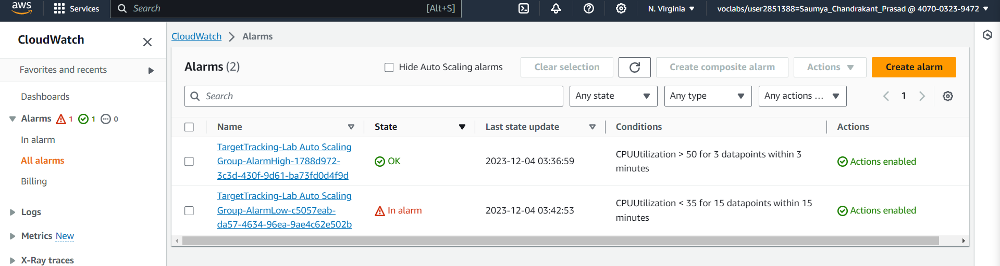 aws
Services
Search
[Alt+S]
N. Virginia
voclabs/user2851388=Saumya_Chandrakant_Prasad @ 4070-0323-9472
CloudWatch
Favorites and recents
Dashboards
Alarms 1 1 0
In alarm
All alarms
Billing
Logs
Metrics New
X-Ray traces
CloudWatch
Alarms
Alarms (2)
Hide Auto Scaling alarms
Clear selection
Create composite alarm
Actions
Create alarm
Search
Any state
Any type
Any actions ...
1
Name
State
Last state update
Conditions
Actions
TargetTracking-Lab Auto Scaling
Group-AlarmHigh-1788d972-
3c3d-430f-9d61-ba73fd0d4f9d
OK
2023-12-04 03:36:59
CPUUtilization > 50 for 3 datapoints within 3
minutes
Actions enabled
TargetTracking-Lab Auto Scaling
Group-AlarmLow-c5057eab-
da57-4634-96ea-9ae4c62e502b
In alarm
2023-12-04 03:42:53
CPUUtilization < 35 for 15 datapoints within 15
minutes
Actions enabled